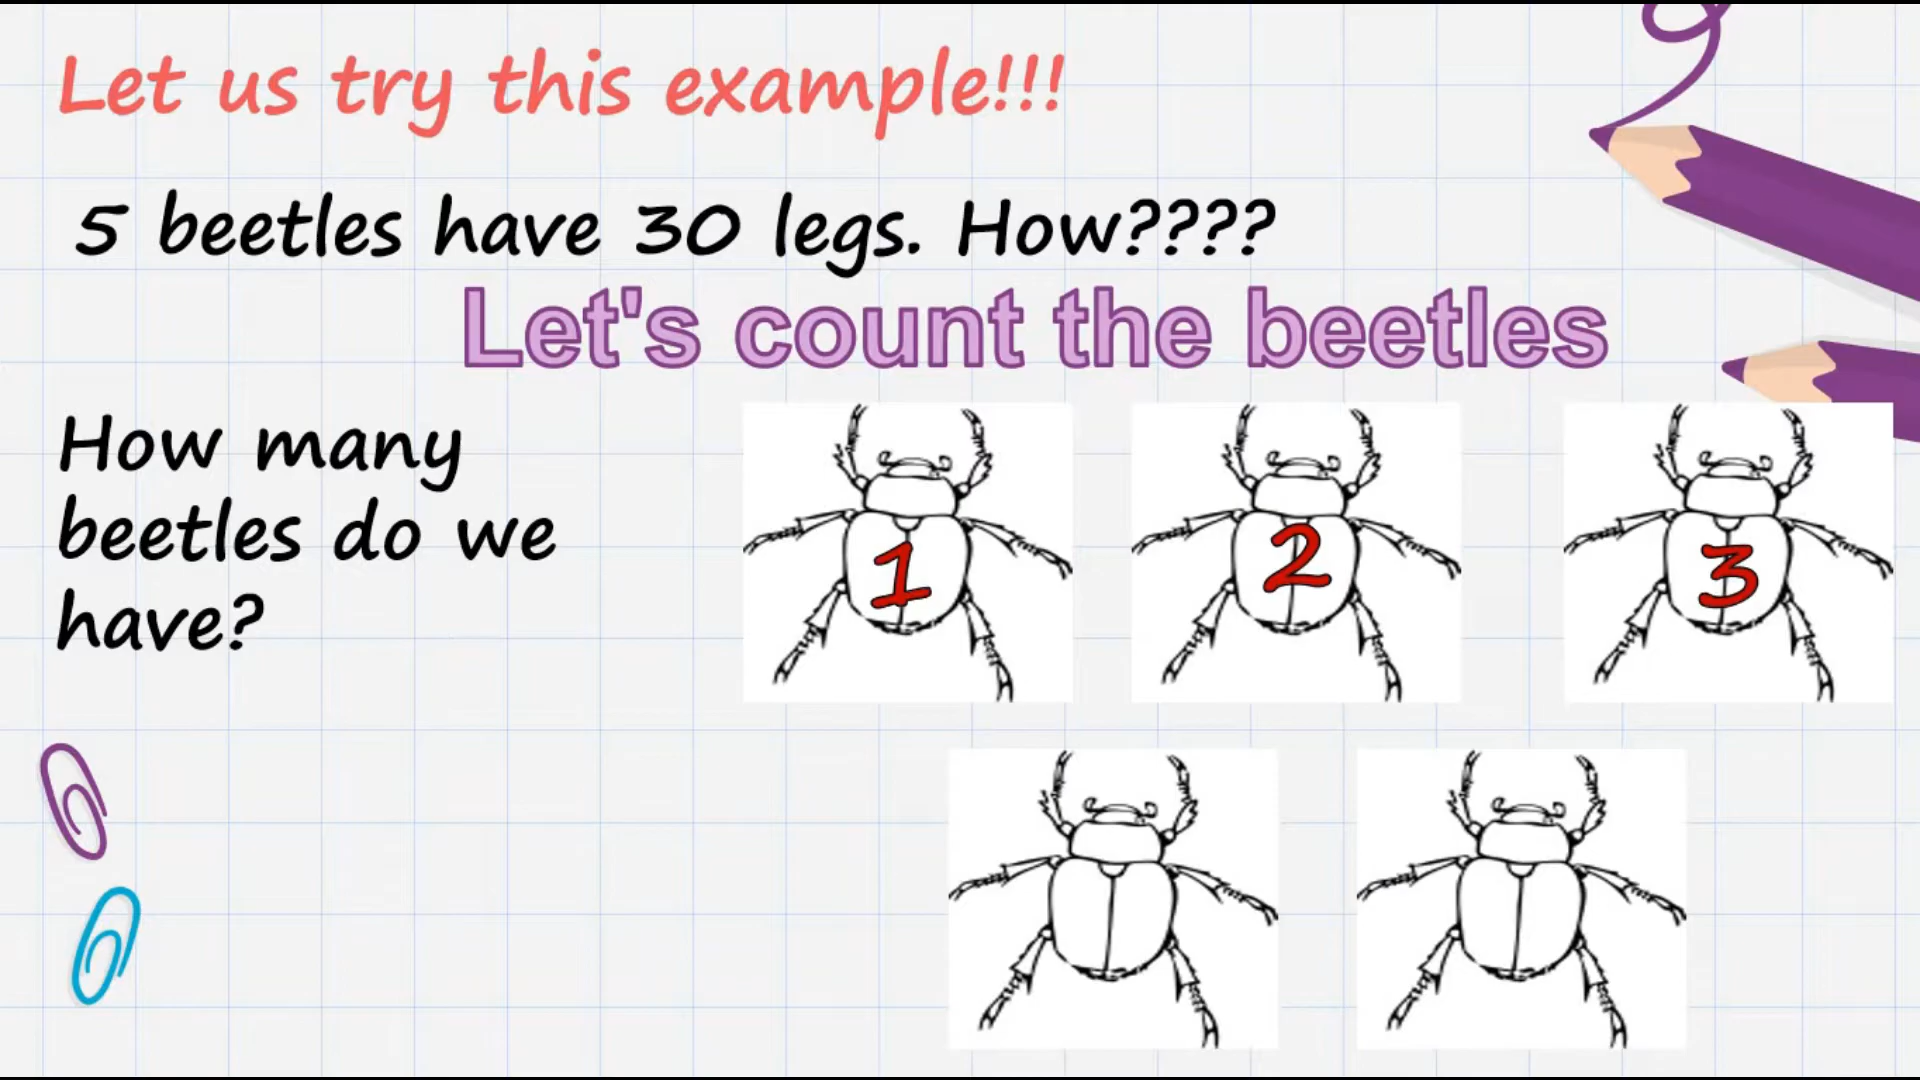 Let us try this example!!!
5 beetles have 30 legs. How????
Let's count the beetles
How many
beetles do we
have?
1
2
3